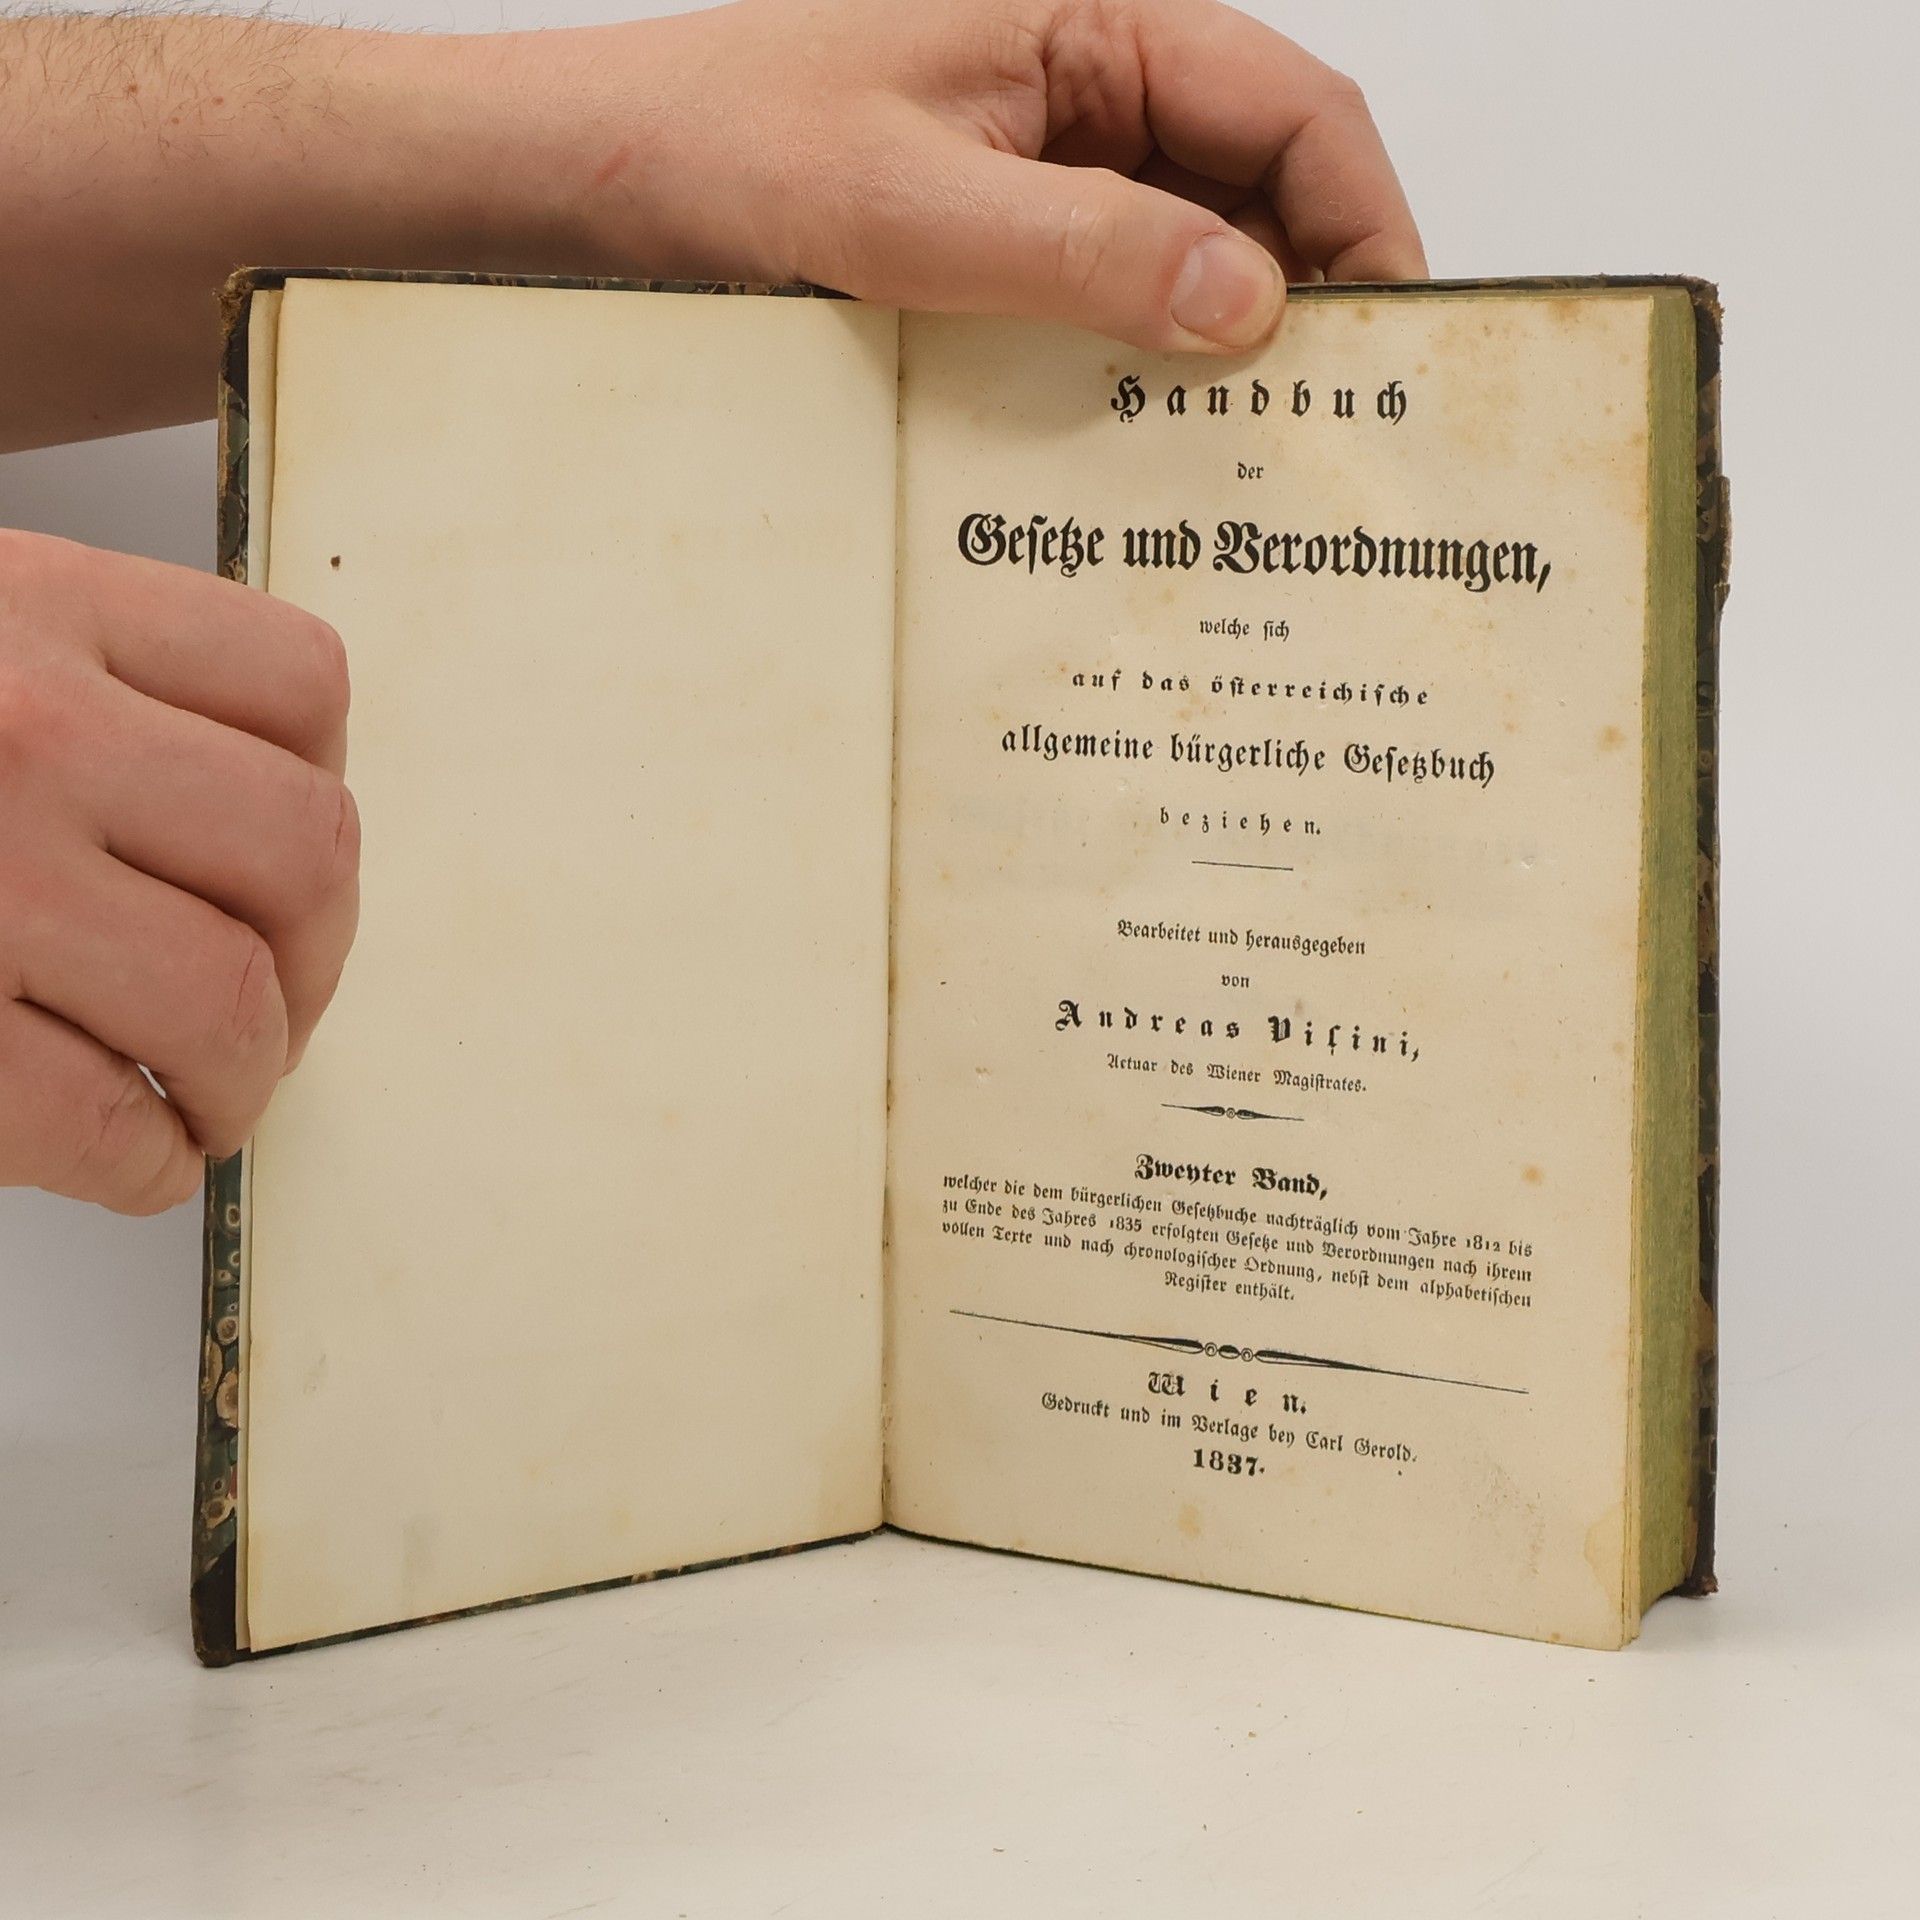 Handbuch
der
Gesetze und Verordnungen,
welche sich
auf das österreichische
allgemeine bürgerliche Gesetzbuch
beziehen.
Bearbeitet und herausgegeben
von
Andreas Visini,
Actuar des Wiener Magistrates.
Zweyter Band,
welcher die dem bürgerlichen Gesetzbuche nachträglich vom Jahre 1812 bis
zu Ende des Jahres 1835 erfolgten Gesetze und Verordnungen nach ihrem
vollen Texte und nach chronologischer Ordnung, nebst dem alphabetischen
Register enthält.
Wien.
Gedruckt und im Verlage bey Carl Gerold.
1837.